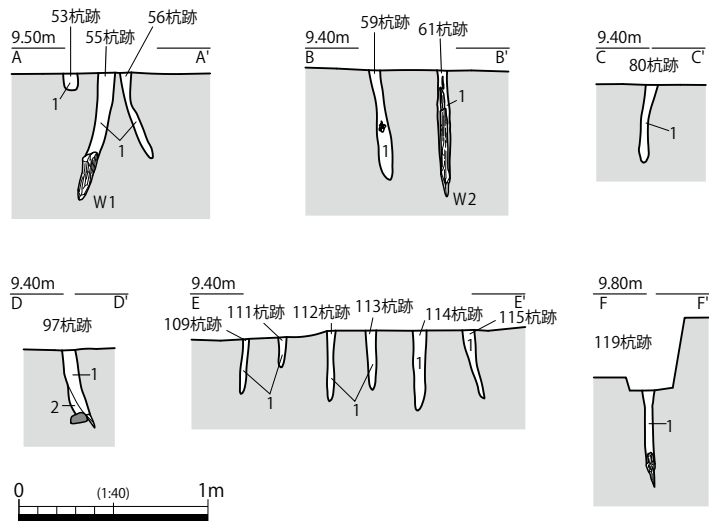 53杭跡
56杭跡
9.50m
55杭跡
A
A'
1
1
W1
9.40m
59杭跡
61杭跡
B
B'
1
1
W2
9.40m
C
C'
80杭跡
1
9.40m
D
D'
97杭跡
1
2
9.40m
E
E'
109杭跡
111杭跡
112杭跡
113杭跡
114杭跡
115杭跡
1
1
1
1
9.80m
F
F'
119杭跡
1
0
(1:40)
1m